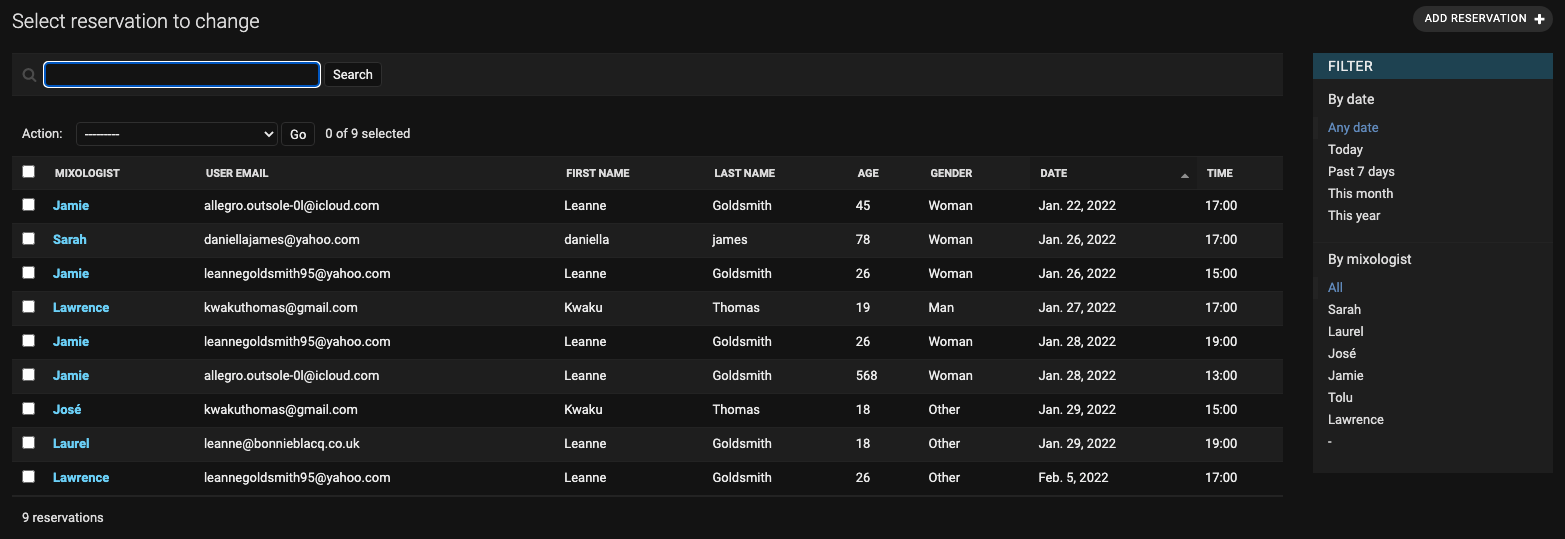 Select reservation to change
ADD RESERVATION +
Search
Action: --------- Go 0 of 9 selected
MIXOLOGIST USER EMAIL FIRST NAME LAST NAME AGE GENDER DATE TIME
Jamie allegro.outsole-0l@icloud.com Leanne Goldsmith 45 Woman Jan. 22, 2022 17:00
Sarah daniellajames@yahoo.com daniella james 78 Woman Jan. 26, 2022 17:00
Jamie leannegoldsmith95@yahoo.com Leanne Goldsmith 26 Woman Jan. 26, 2022 15:00
Lawrence kwakuthomas@gmail.com Kwaku Thomas 19 Man Jan. 27, 2022 17:00
Jamie leannegoldsmith95@yahoo.com Leanne Goldsmith 26 Woman Jan. 28, 2022 19:00
Jamie allegro.outsole-0l@icloud.com Leanne Goldsmith 568 Woman Jan. 28, 2022 13:00
José kwakuthomas@gmail.com Kwaku Thomas 18 Other Jan. 29, 2022 15:00
Laurel leanne@bonnieblacq.co.uk Leanne Goldsmith 18 Other Jan. 29, 2022 19:00
Lawrence leannegoldsmith95@yahoo.com Leanne Goldsmith 26 Other Feb. 5, 2022 17:00
9 reservations
FILTER
By date
Any date
Today
Past 7 days
This month
This year
By mixologist
All
Sarah
Laurel
José
Jamie
Tolu
Lawrence
-